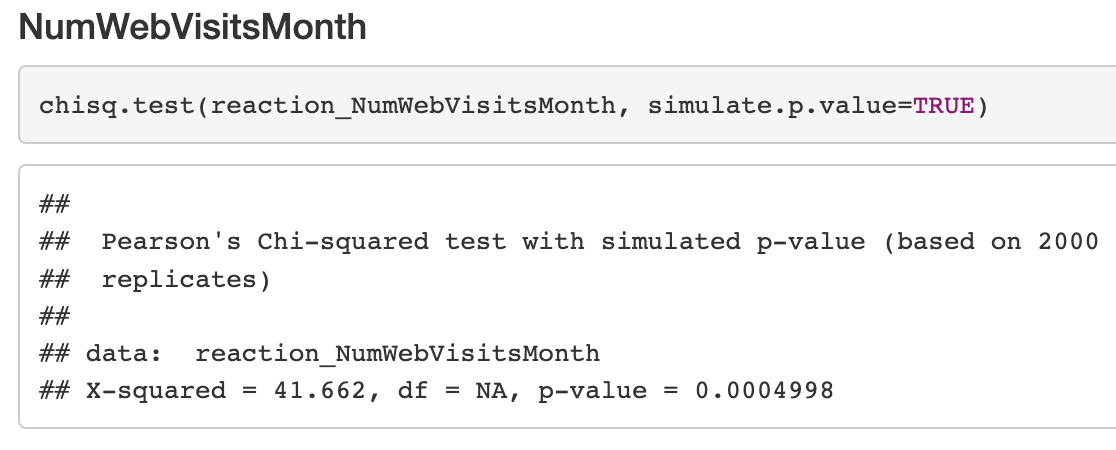 NumWebVisitsMonth
chisq.test(reaction_NumWebVisitsMonth, simulate.p.value=TRUE)
##
##  Pearson's Chi-squared test with simulated p-value (based on 2000
##  replicates)
##
## data:  reaction_NumWebVisitsMonth
## X-squared = 41.662, df = NA, p-value = 0.0004998